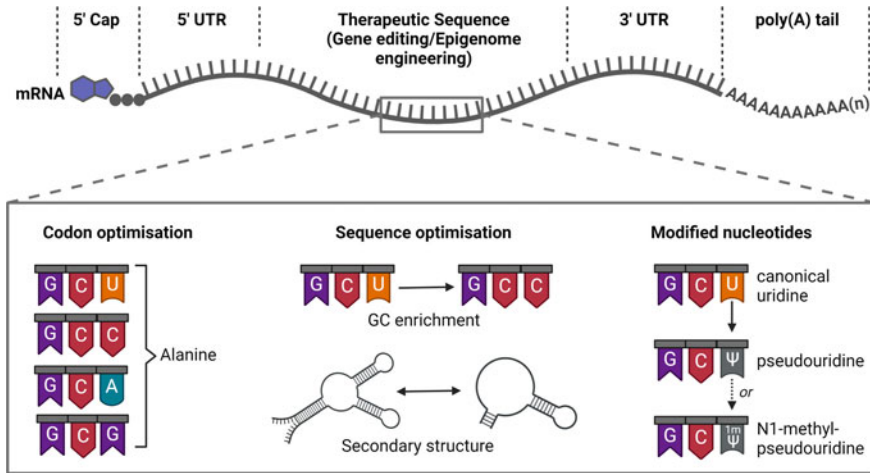 5' Cap
5' UTR
Therapeutic Sequence
(Gene editing/Epigenome
engineering)
3' UTR
poly(A) tail
mRNA
AAAAAAAAAAAA(n)
Codon optimisation
G C U
G C C
G C A
G C G
Alanine
Sequence optimisation
G C U
G C C
GC enrichment
Secondary structure
Modified nucleotides
G C U
canonical
uridine
G C Ψ
pseudouridine
or
G C 1m Ψ
N1-methyl-
pseudouridine